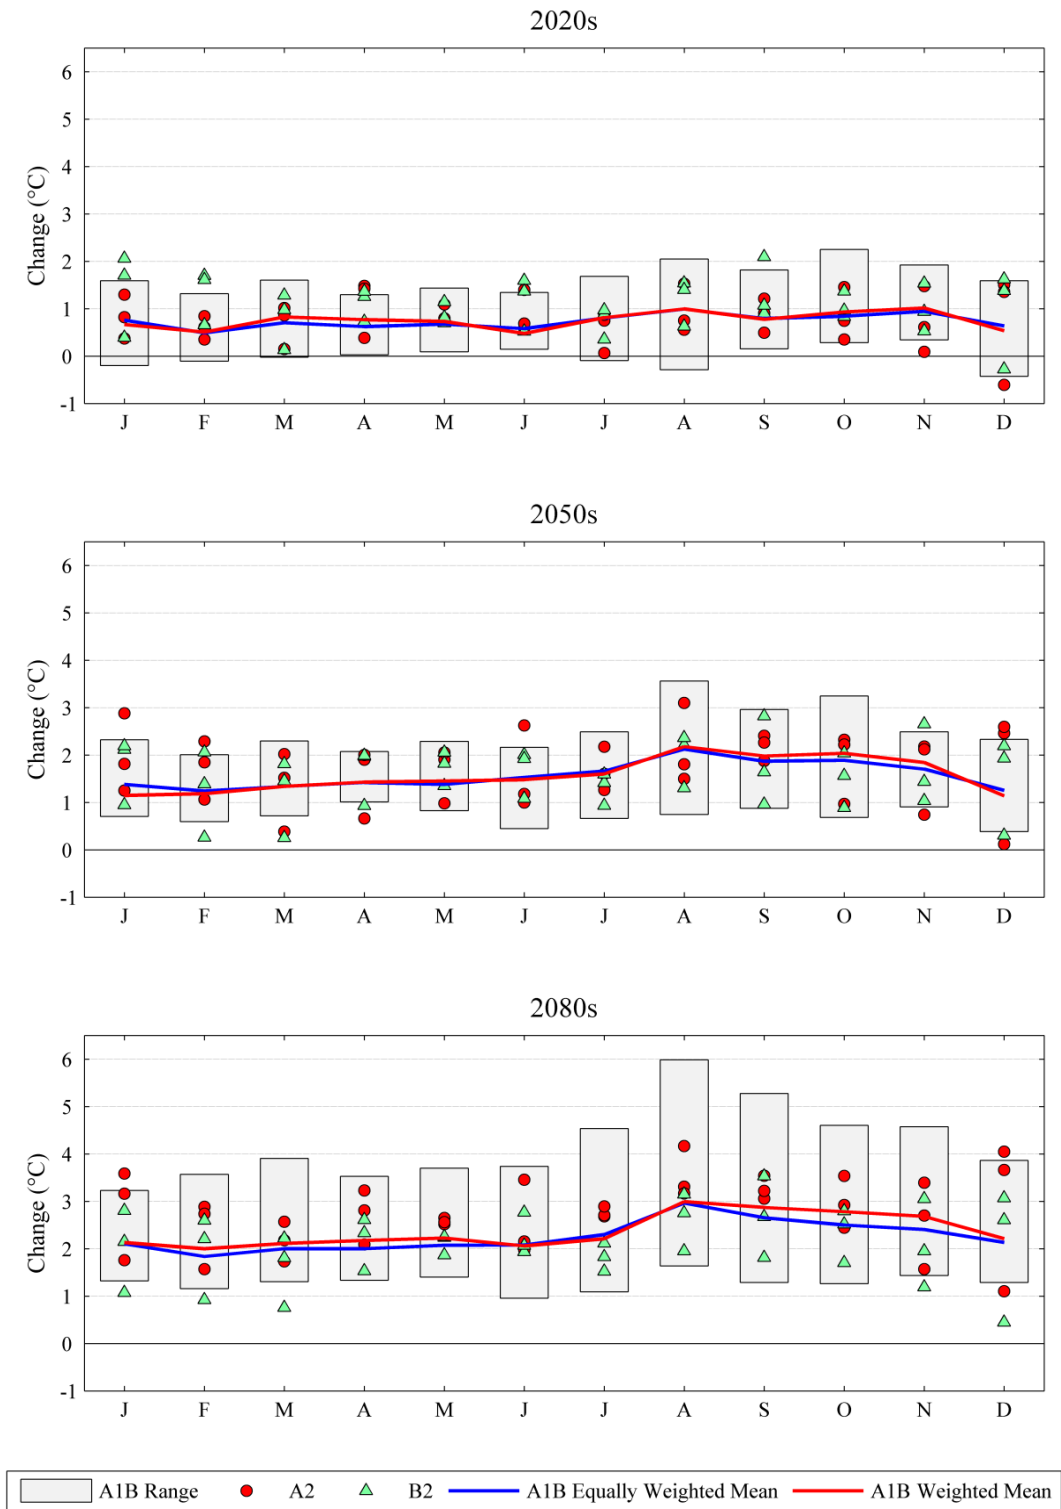 2020s
Change (°C)
6
5
4
3
2
1
0
-1
J F M A M J J A S O N D
2050s
Change (°C)
6
5
4
3
2
1
0
-1
J F M A M J J A S O N D
2080s
Change (°C)
6
5
4
3
2
1
0
-1
J F M A M J J A S O N D
A1B Range A2 B2 A1B Equally Weighted Mean A1B Weighted Mean